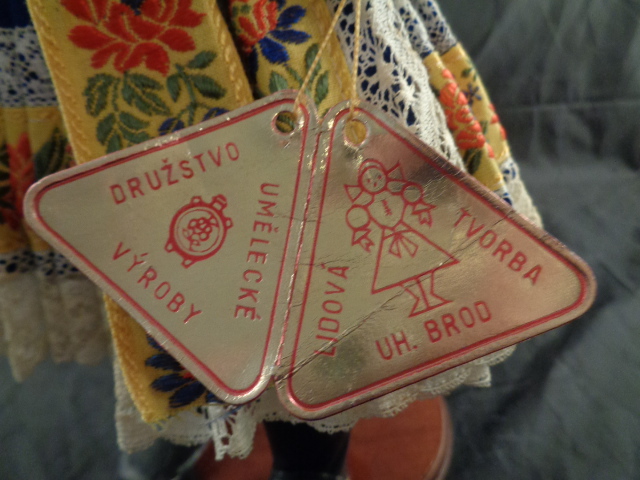 DRUŽSTVO
UMĚLECKÉ
VÝROBY
LIDOVÁ
TVORBA
UH. BROD